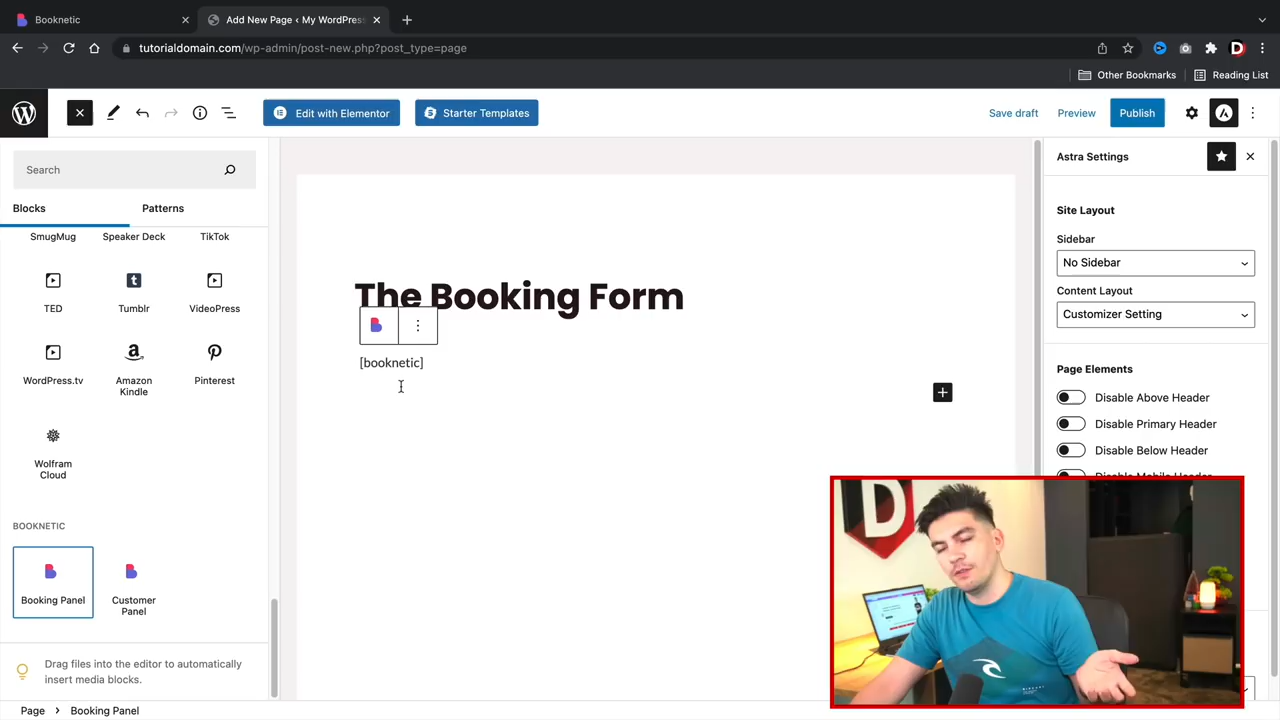 Booknetic
Add New Page ‹ My WordPress
tutorialdomain.com/wp-admin/post-new.php?post_type=page
D
Other Bookmarks
Reading List
Edit with Elementor
Starter Templates
Save draft
Preview
Publish
Search
Blocks
Patterns
SmugMug
Speaker Deck
TikTok
TED
Tumblr
VideoPress
WordPress.tv
Amazon
Kindle
Pinterest
Wolfram
Cloud
BOOKNETIC
Booking Panel
Customer
Panel
Drag files into the editor to automatically
insert media blocks.
Page
Booking Panel
The Booking Form
[booknetic]
Astra Settings
Site Layout
Sidebar
No Sidebar
Content Layout
Customizer Setting
Page Elements
Disable Above Header
Disable Primary Header
Disable Below Header
Disable Mobile Header
D